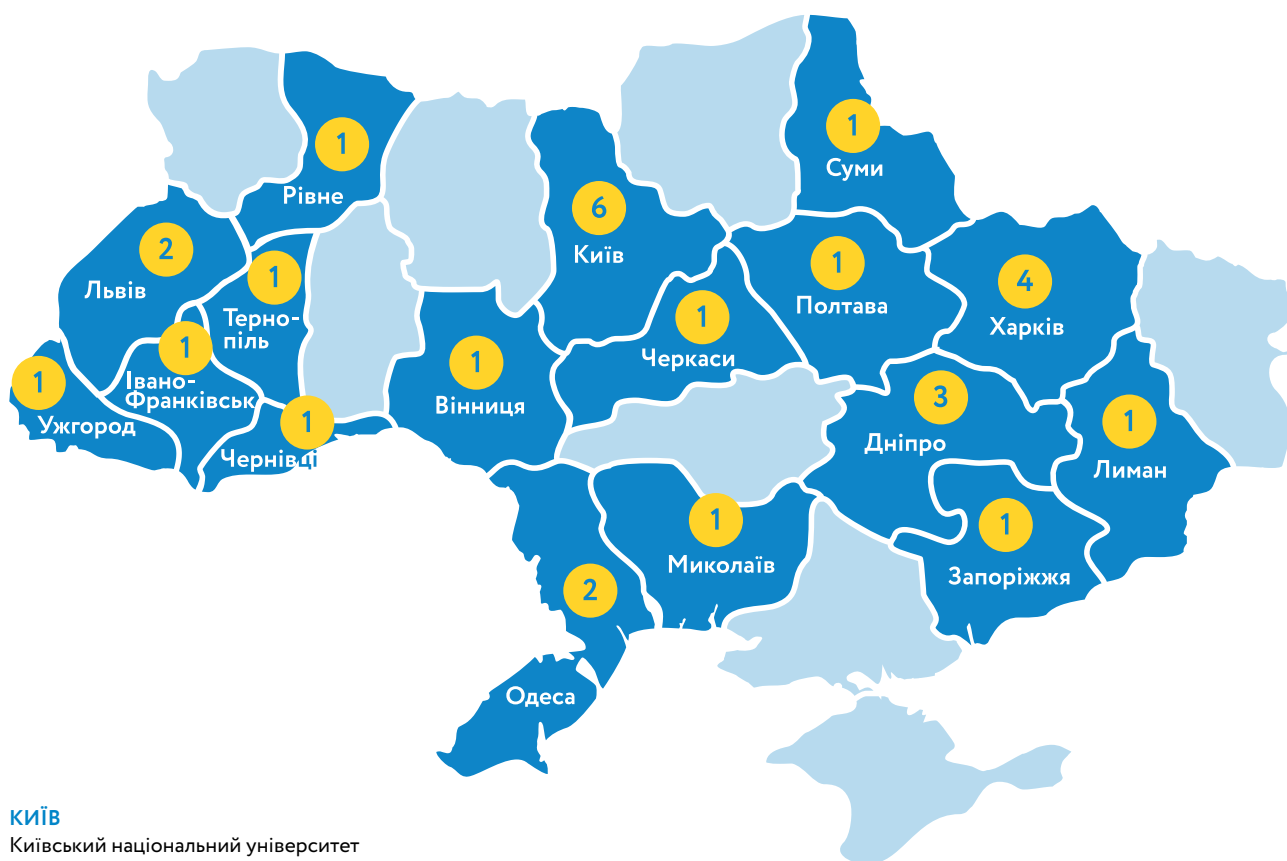 1
Суми
1
Рівне
6
Київ
2
Львів
1
Терно-
піль
1
Полтава
4
Харків
1
Черкаси
1
Івано-
Франківськ
1
Вінниця
1
Ужгород
3
Дніпро
1
Чернівці
1
Лиман
1
Миколаїв
1
Запоріжжя
2
Одеса
КИЇВ
Київський національний університет